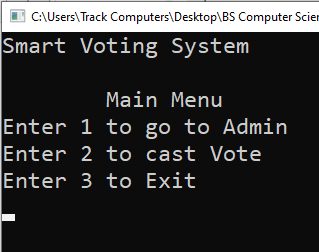 C:\Users\Track Computers\Desktop\BS Computer Scien
Smart Voting System
Main Menu
Enter 1 to go to Admin
Enter 2 to cast Vote
Enter 3 to Exit